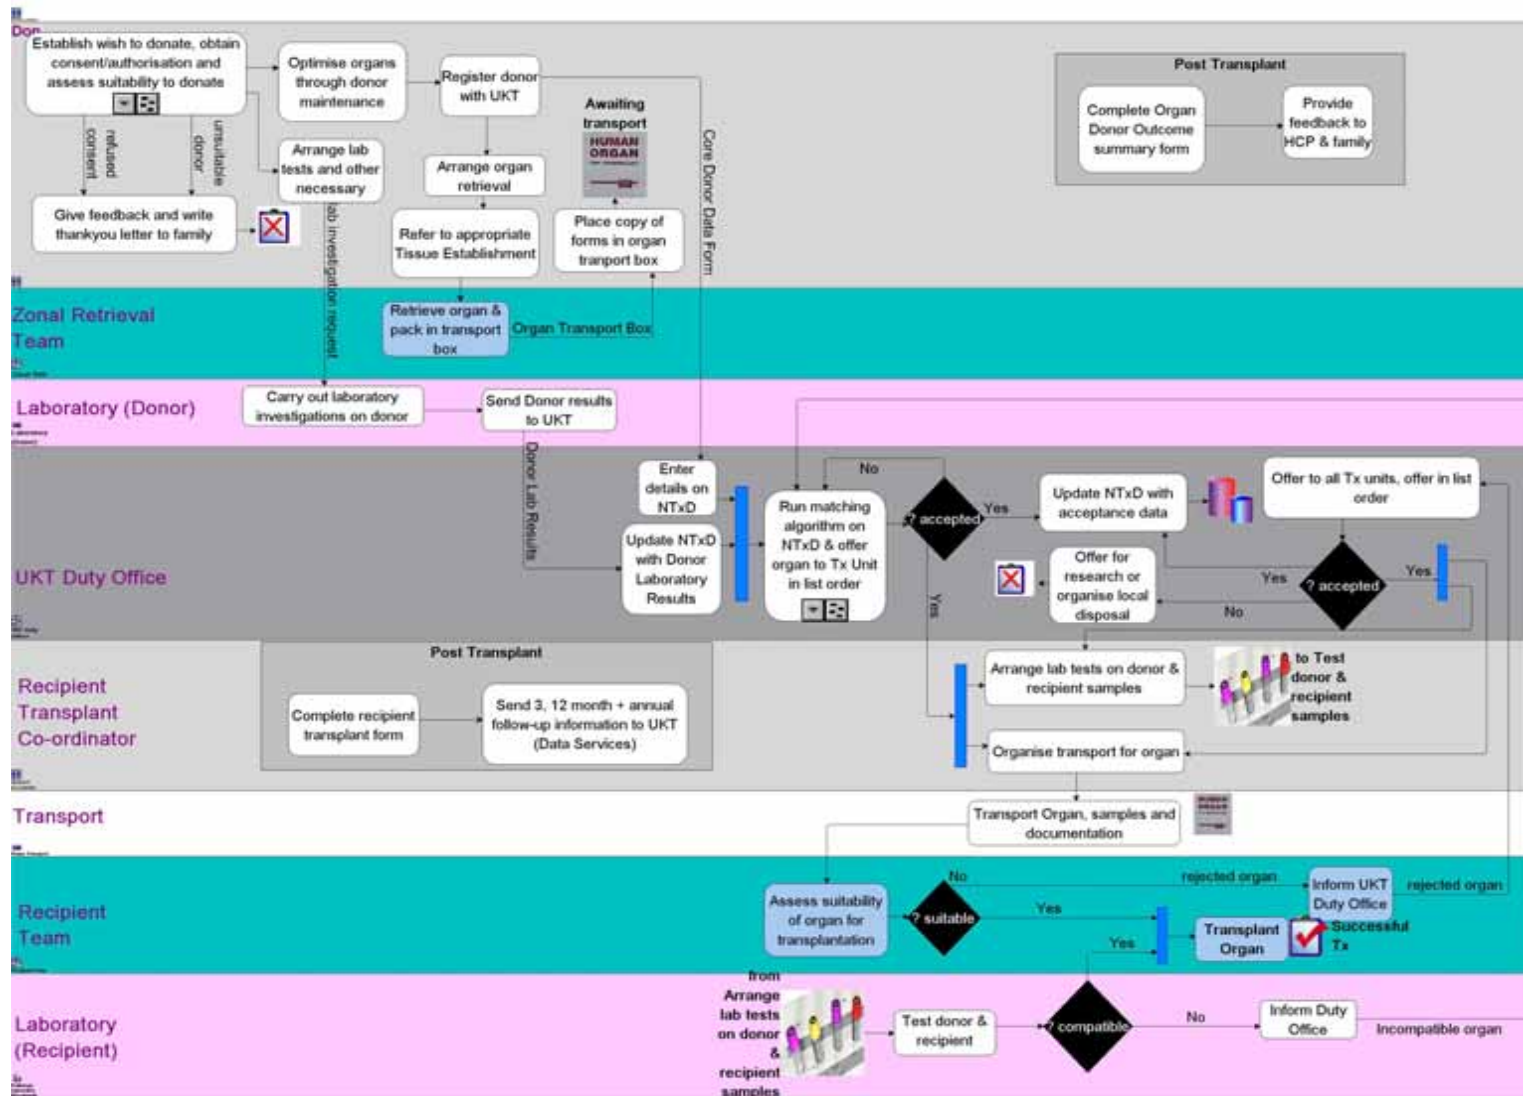 Don
Establish wish to donate, obtain
consent/authorisation and
assess suitability to donate
Optimise organs
through donor
maintenance
Register donor
with UKT
Awaiting
transport
HUMAN
ORGAN
Post Transplant
Complete Organ
Donor Outcome
summary form
Provide
feedback to
HCP & family
refused
consent
unsuitable
donor
Arrange lab
tests and other
necessary
Arrange organ
retrieval
Core Donor Data Form
Give feedback and write
thankyou letter to family
lab investigation request
Refer to appropriate
Tissue Establishment
Place copy of
forms in organ
tranport box
Zonal Retrieval
Team
Retrieve organ &
pack in transport
box
Organ Transport Box
Laboratory (Donor)
Carry out laboratory
investigations on donor
Send Donor results
to UKT
Donor Lab Results
UKT Duty Office
Enter
details on
NTxD
Update NTxD
with Donor
Laboratory
Results
Run matching
algorithm on
NTxD & offer
organ to Tx Unit
in list order
No
? accepted
Yes
Yes
Update NTxD with
acceptance data
Offer to all Tx units, offer in list
order
Offer for
research or
organise local
disposal
Yes
? accepted
Yes
No
Recipient
Transplant
Co-ordinator
Post Transplant
Complete recipient
transplant form
Send 3, 12 month + annual
follow-up information to UKT
(Data Services)
Arrange lab tests on donor &
recipient samples
to Test
donor &
recipient
samples
Organise transport for organ
Transport
Transport Organ, samples and
documentation
HUMAN
ORGAN
Recipient
Team
Assess suitability
of organ for
transplantation
? suitable
No
rejected organ
Inform UKT
Duty Office
rejected organ
Yes
Yes
Transplant
Organ
Successful
Tx
Laboratory
(Recipient)
from
Arrange
lab tests
on donor
&
recipient
samples
Test donor &
recipient
? compatible
No
Inform Duty
Office
Incompatible organ